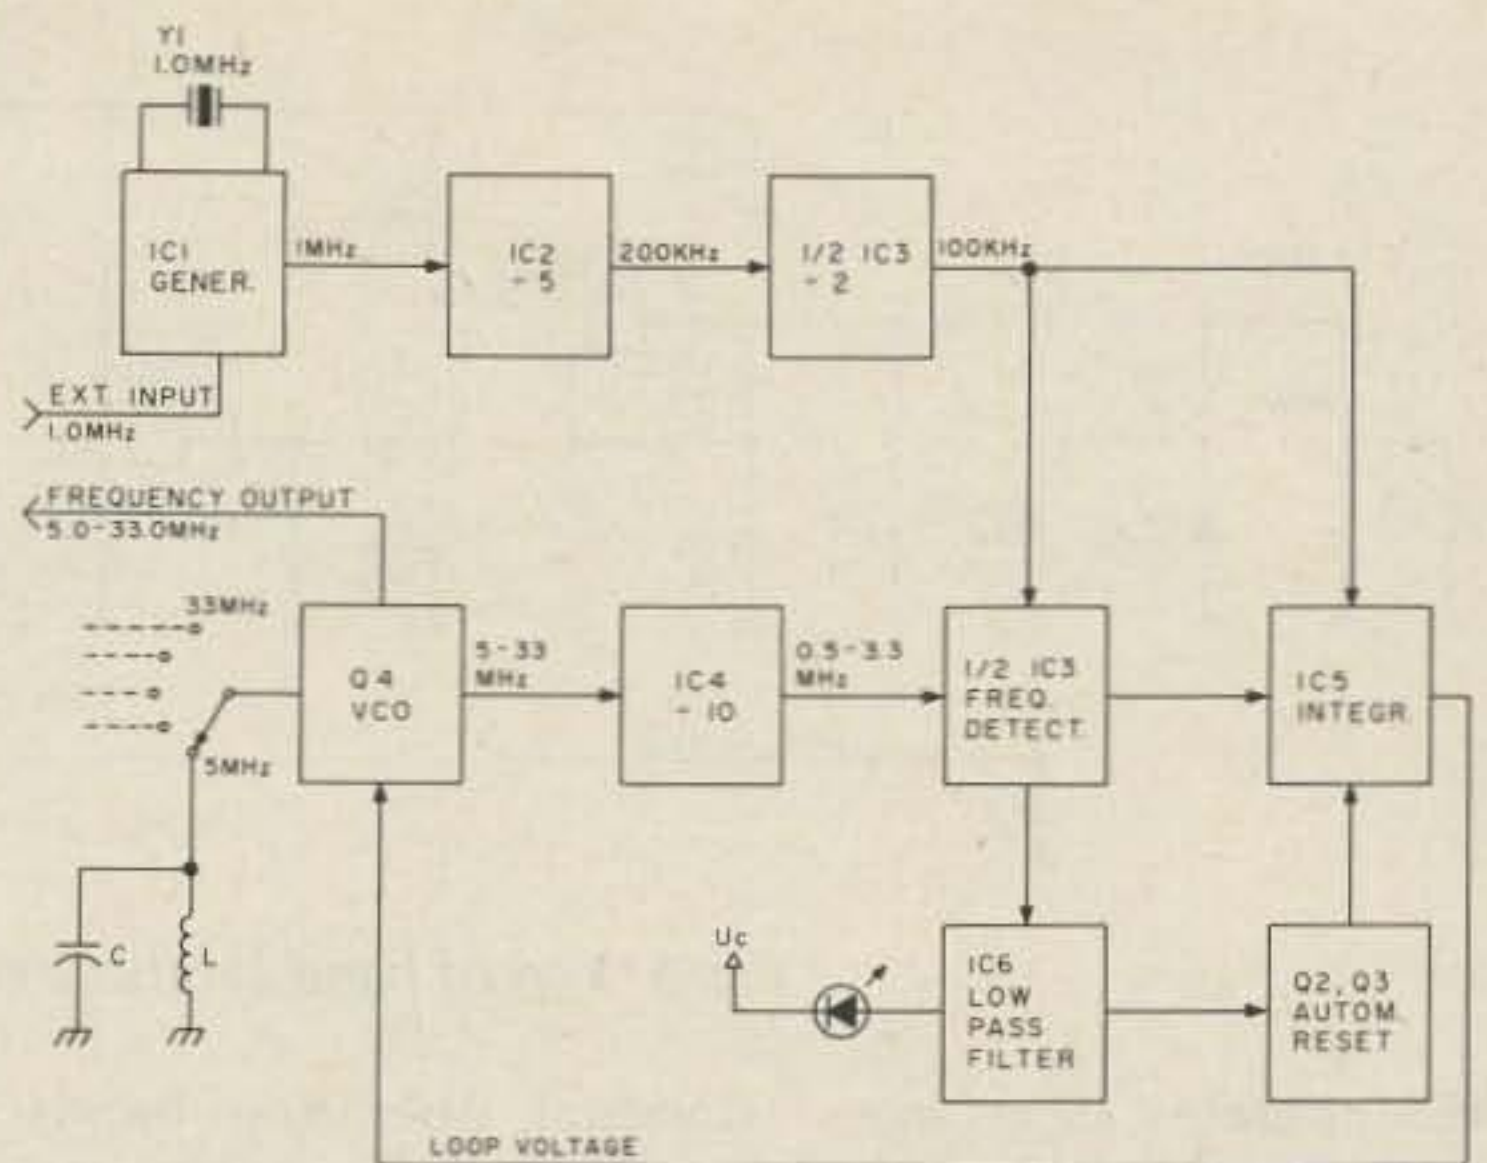 Y1
1.0MHz
IC1
GENER.
1MHz
IC2
÷ 5
200KHz
1/2 IC3
÷ 2
100KHz
EXT. INPUT
1.0MHz
FREQUENCY OUTPUT
5.0-33.0MHz
33MHz
5MHz
Q4
VCO
5-33
MHz
IC4
÷ 10
0.5-3.3
MHz
1/2 IC3
FREQ.
DETECT.
IC5
INTEGR.
C
L
Uc
IC6
LOW
PASS
FILTER
Q2, Q3
AUTOM.
RESET
LOOP VOLTAGE